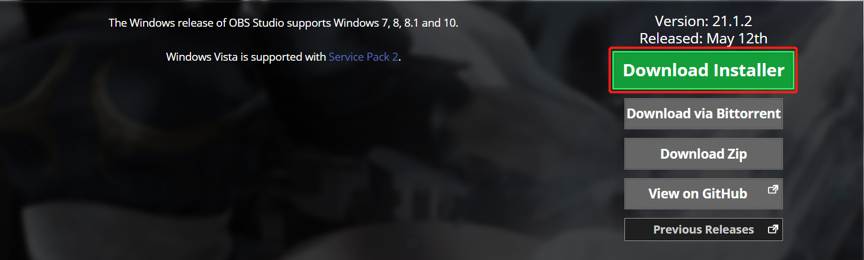 The Windows release of OBS Studio supports Windows 7, 8, 8.1 and 10.
Windows Vista is supported with Service Pack 2.
Version: 21.1.2
Released: May 12th
Download Installer
Download via Bittorrent
Download Zip
View on GitHub
Previous Releases